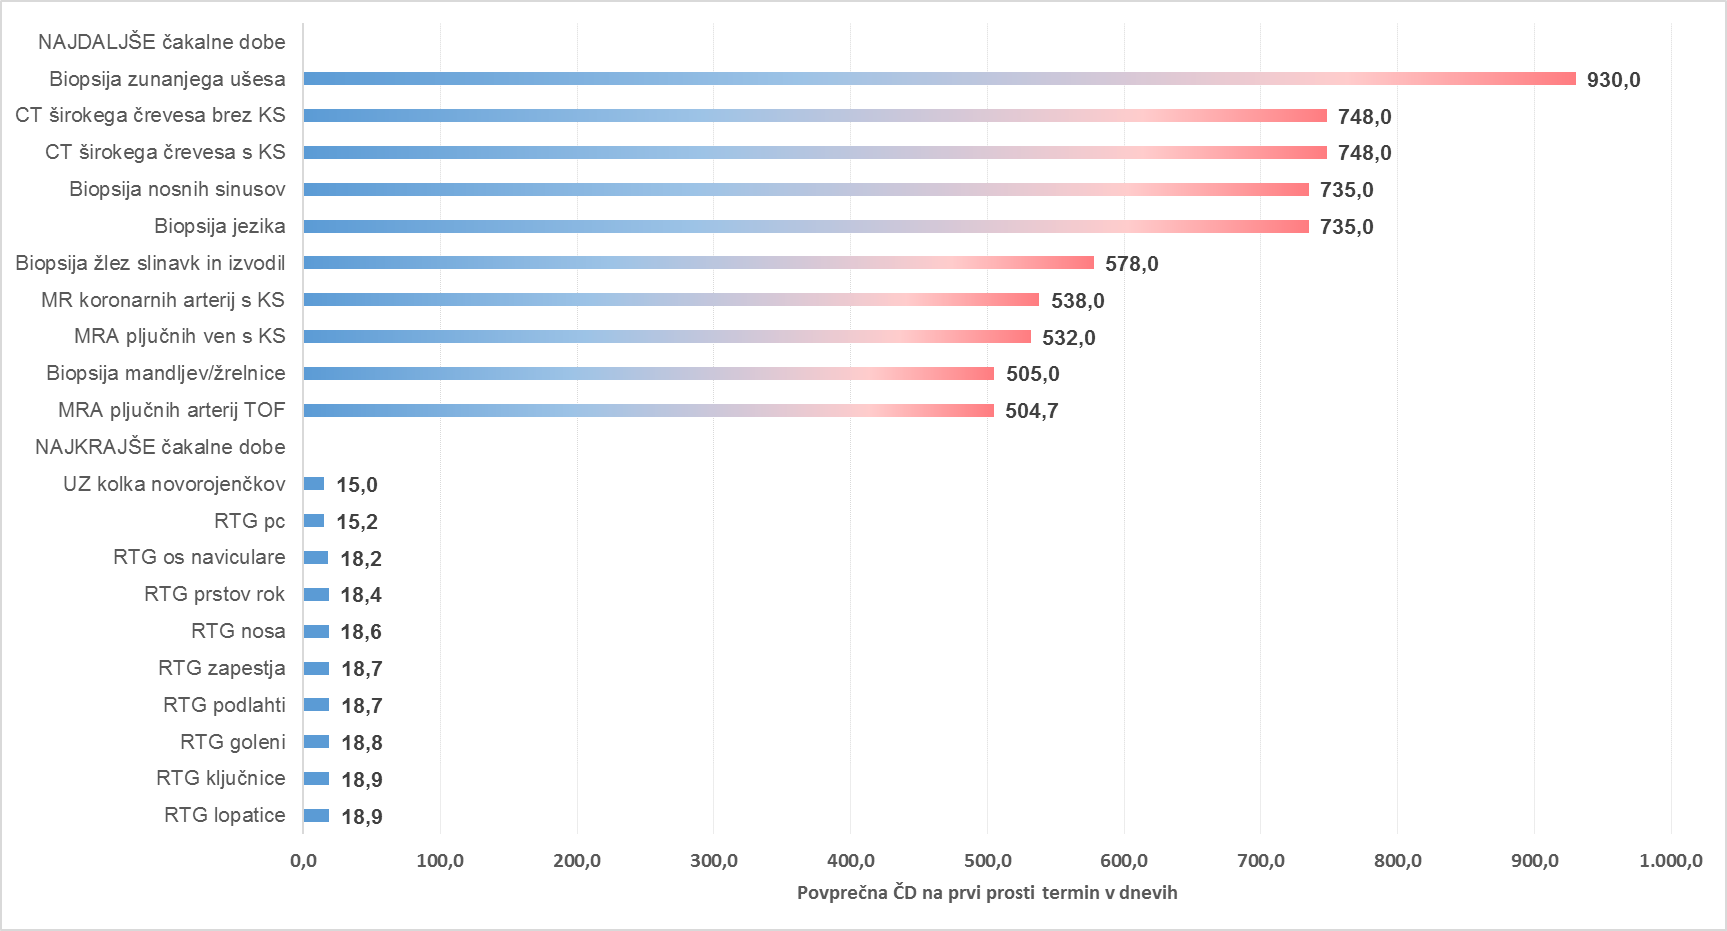 NAJDALJŠE čakalne dobe
Biopsija zunanjega ušesa 930,0
CT širokega črevesa brez KS 748,0
CT širokega črevesa s KS 748,0
Biopsija nosnih sinusov 735,0
Biopsija jezika 735,0
Biopsija žlez slinavk in izvodil 578,0
MR koronarnih arterij s KS 538,0
MRA pljučnih ven s KS 532,0
Biopsija mandljev/žrelnice 505,0
MRA pljučnih arterij TOF 504,7
NAJKRAJŠE čakalne dobe
UZ kolka novorojenčkov 15,0
RTG pc 15,2
RTG os naviculare 18,2
RTG prstov rok 18,4
RTG nosa 18,6
RTG zapestja 18,7
RTG podlahti 18,7
RTG goleni 18,8
RTG ključnice 18,9
RTG lopatice 18,9
0,0 100,0 200,0 300,0 400,0 500,0 600,0 700,0 800,0 900,0 1.000,0
Povprečna ČD na prvi prosti termin v dnevih